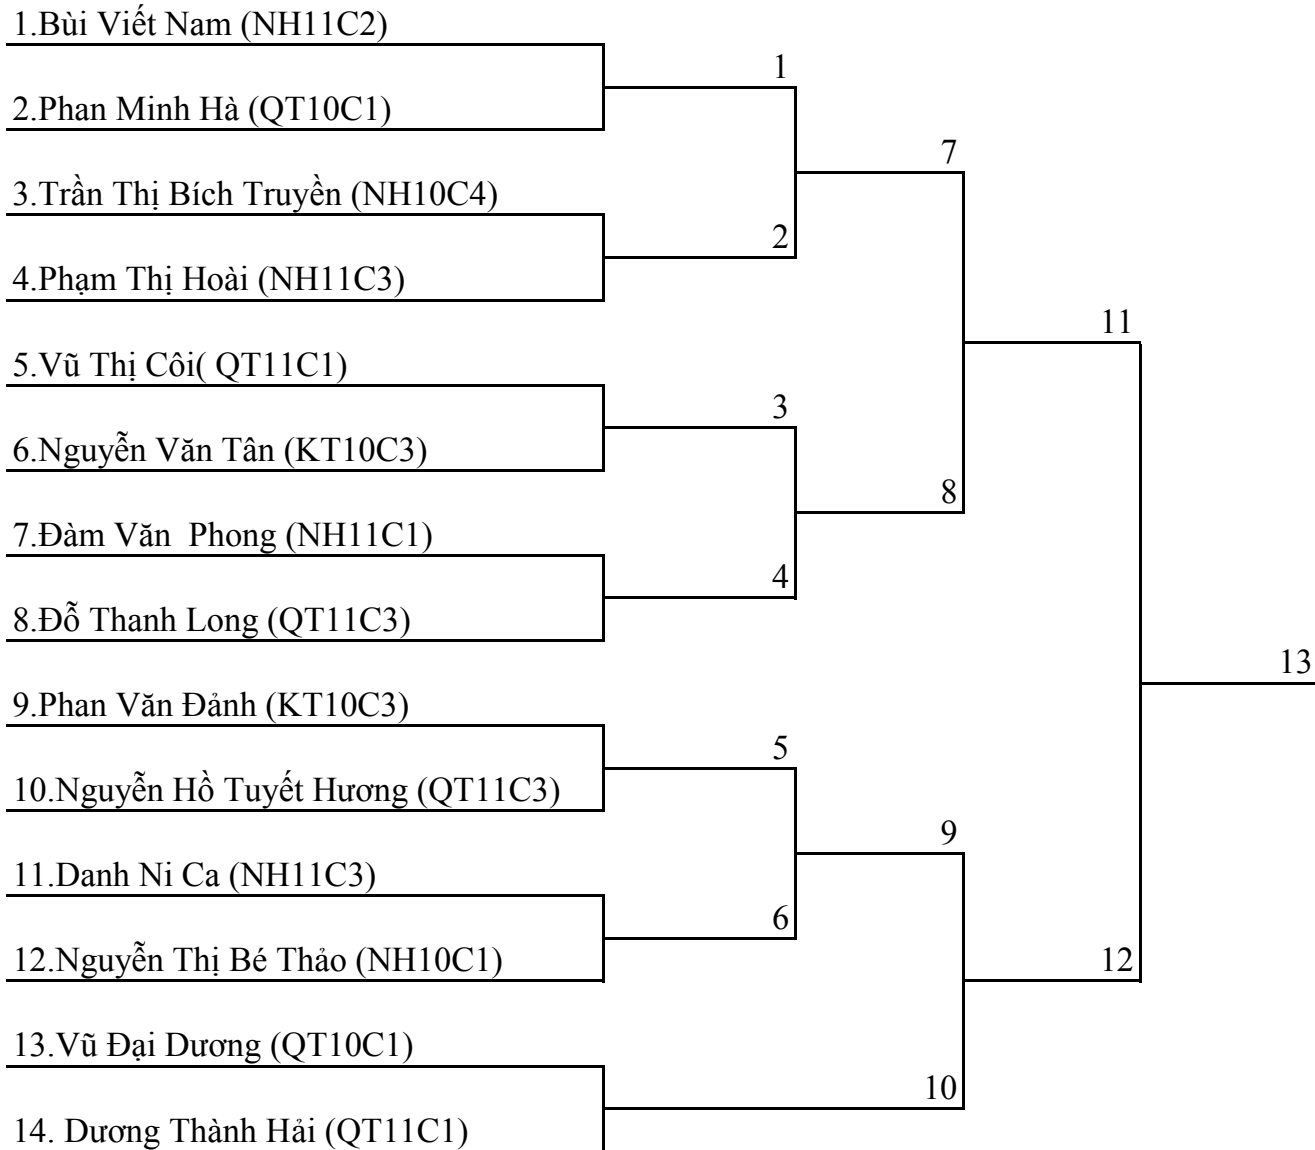 1.Bùi Viết Nam (NH11C2)
1
2.Phan Minh Hà (QT10C1)
7
3.Trần Thị Bích Truyền (NH10C4)
2
4.Phạm Thị Hoài (NH11C3)
11
5.Vũ Thị Côi( QT11C1)
3
6.Nguyễn Văn Tân (KT10C3)
8
7.Đàm Văn  Phong (NH11C1)
4
8.Đỗ Thanh Long (QT11C3)
13
9.Phan Văn Đảnh (KT10C3)
5
10.Nguyễn Hồ Tuyết Hương (QT11C3)
9
11.Danh Ni Ca (NH11C3)
6
12.Nguyễn Thị Bé Thảo (NH10C1)
12
13.Vũ Đại Dương (QT10C1)
10
14. Dương Thành Hải (QT11C1)